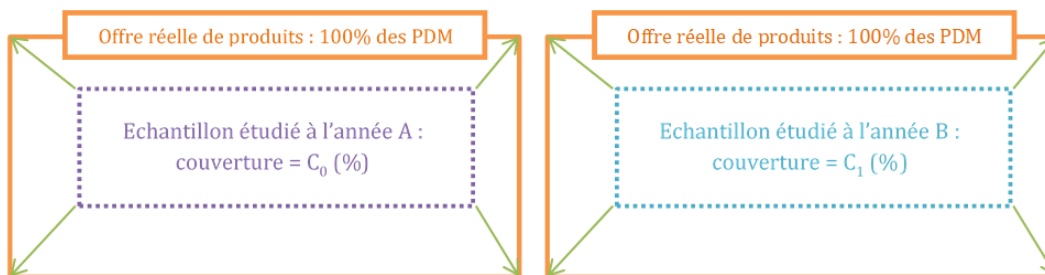 Offre réelle de produits : 100% des PDM
Echantillon étudié à l'année A :
couverture = C₀ (%)
Offre réelle de produits : 100% des PDM
Echantillon étudié à l'année B :
couverture = C₁ (%)